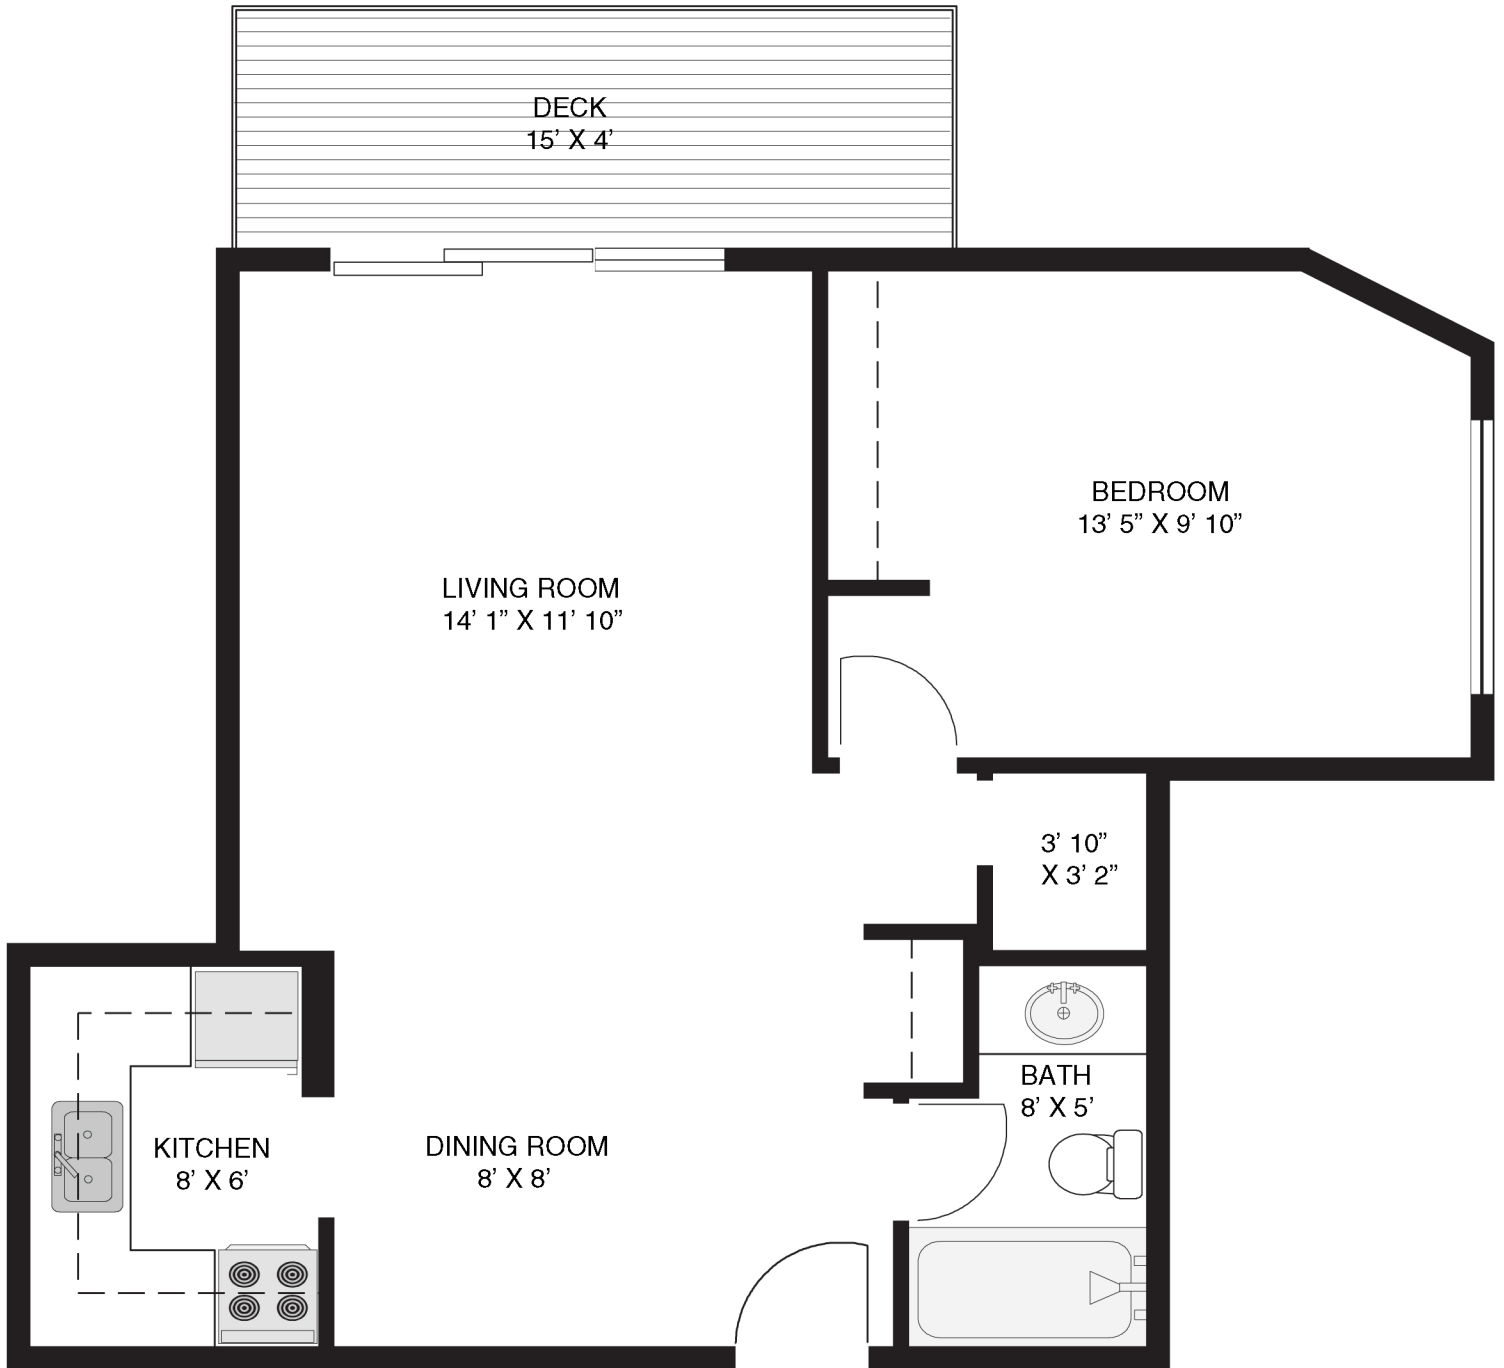 DECK
15’ X 4’
BEDROOM
13’ 5” X 9’ 10”
LIVING ROOM
14’ 1” X 11’ 10”
3’ 10”
X 3’ 2”
BATH
8’ X 5’
KITCHEN
8’ X 6’
DINING ROOM
8’ X 8’